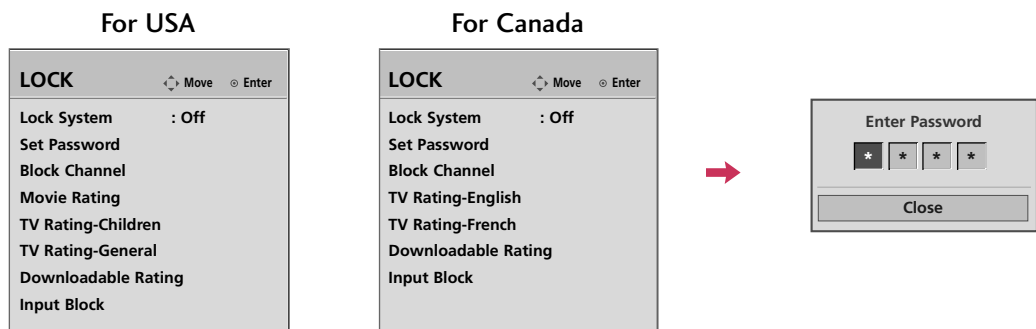 For USA
LOCK Move Enter
Lock System : Off
Set Password
Block Channel
Movie Rating
TV Rating-Children
TV Rating-General
Downloadable Rating
Input Block
For Canada
LOCK Move Enter
Lock System : Off
Set Password
Block Channel
TV Rating-English
TV Rating-French
Downloadable Rating
Input Block
Enter Password
* * * *
Close